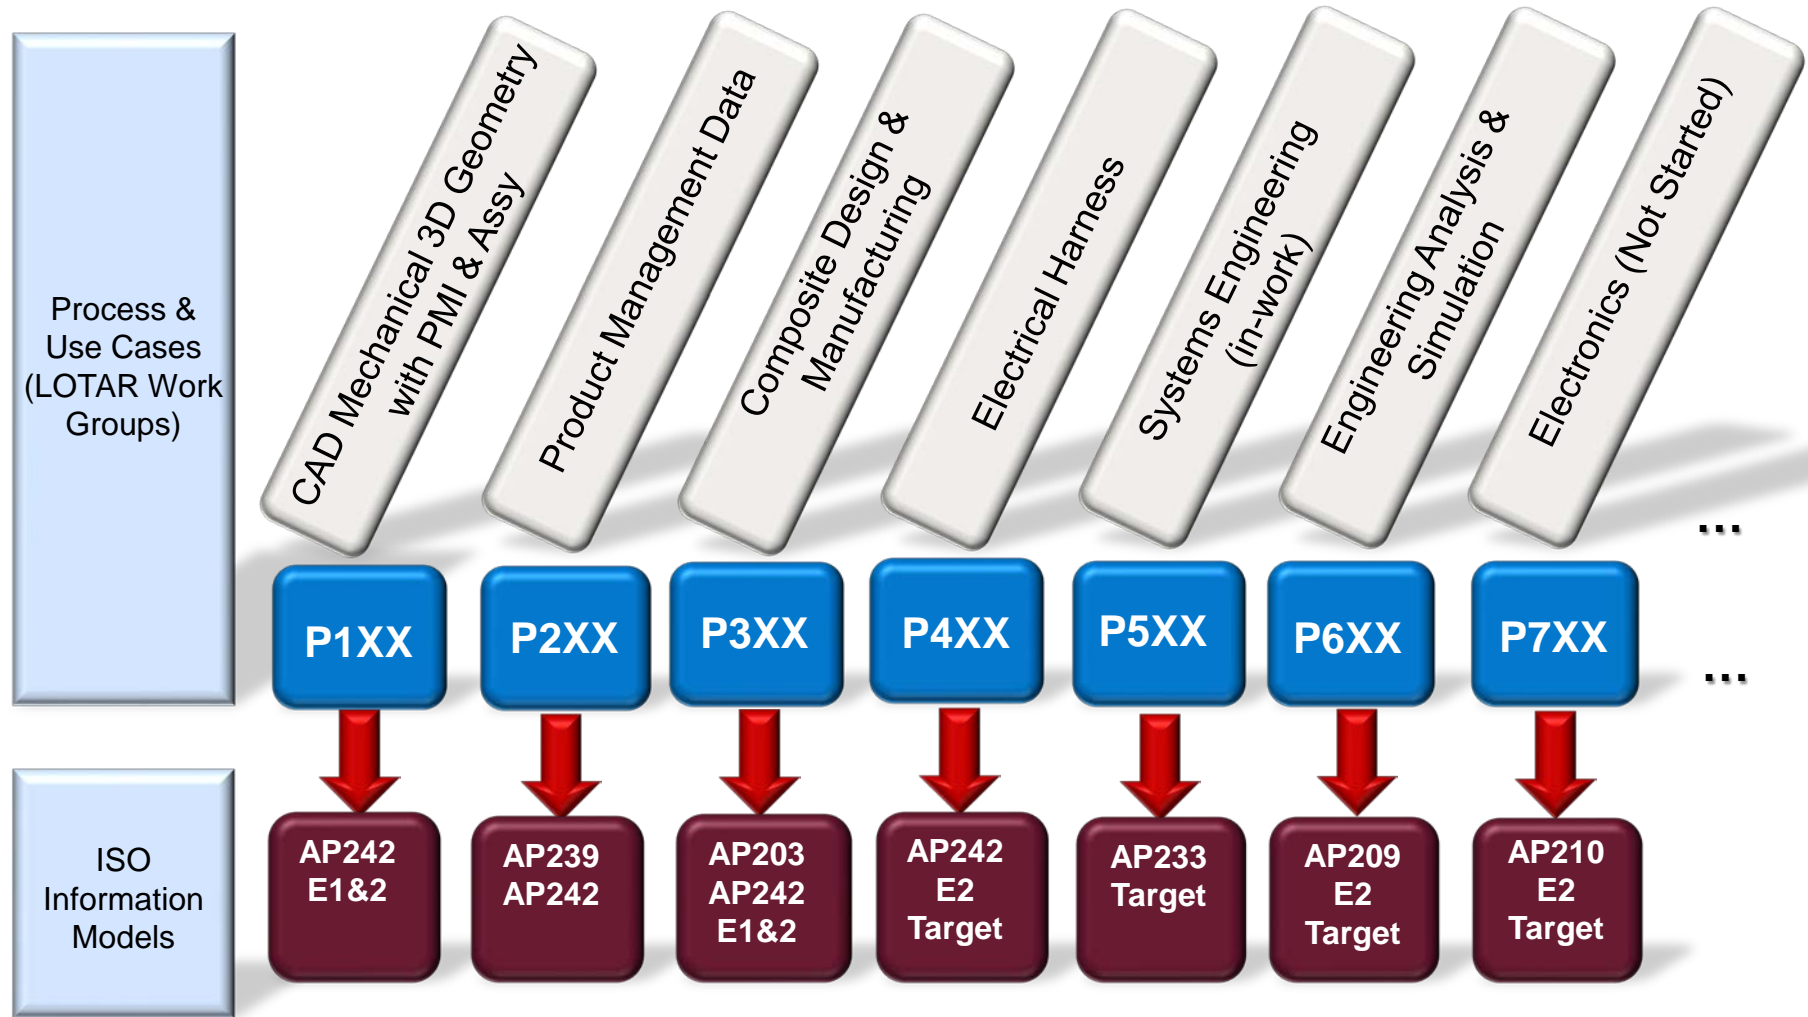 Process &
Use Cases
(LOTAR Work
Groups)
CAD Mechanical 3D Geometry
with PMI & Assy
Product Management Data
Composite Design &
Manufacturing
Electrical Harness
Systems Engineering
(in-work)
Engineering Analysis &
Simulation
Electronics (Not Started)
...
P1XX
P2XX
P3XX
P4XX
P5XX
P6XX
P7XX
...
ISO
Information
Models
AP242
E1&2
AP239
AP242
AP203
AP242
E1&2
AP242
E2
Target
AP233
Target
AP209
E2
Target
AP210
E2
Target